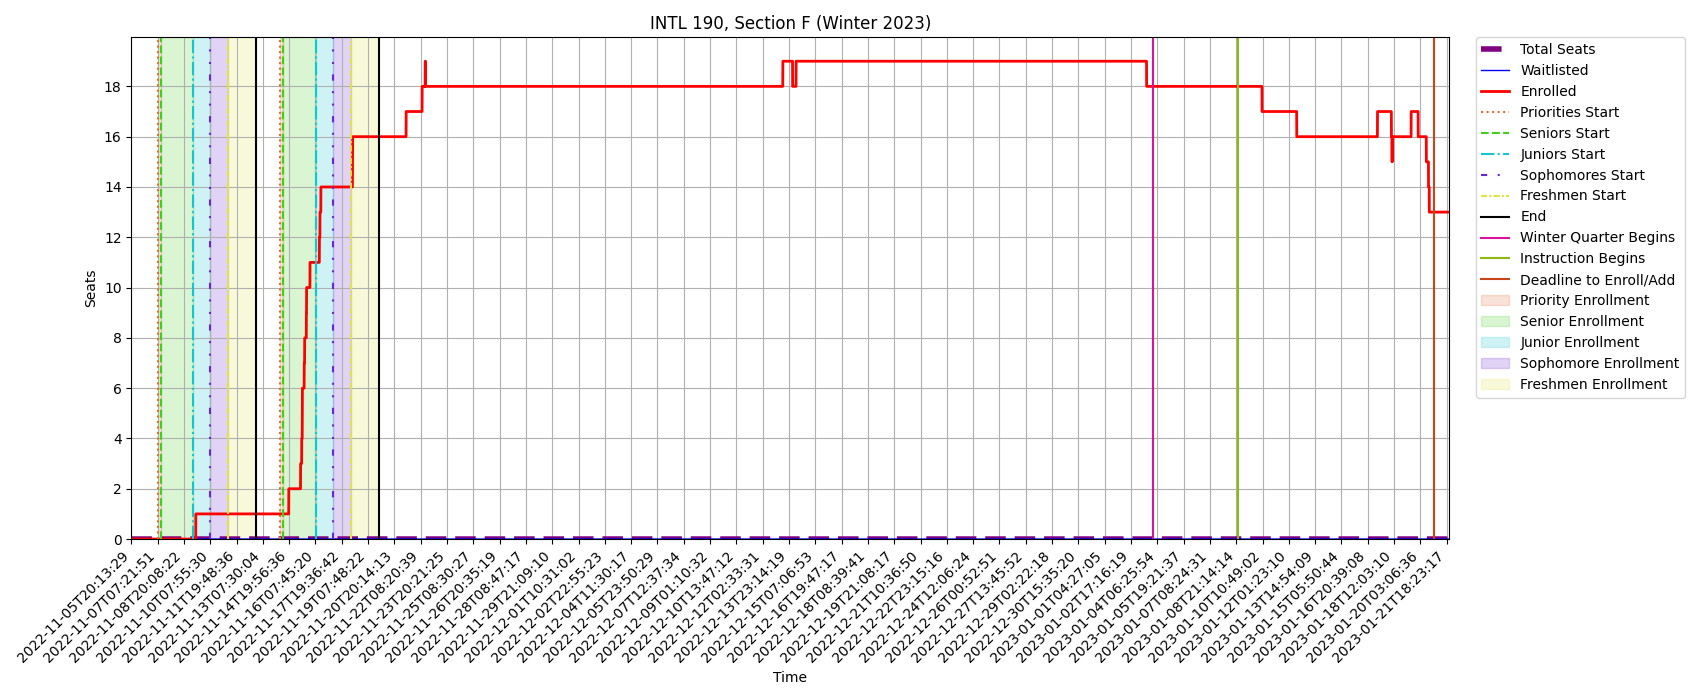 INTL 190, Section F (Winter 2023)
Seats
18
16
14
12
10
8
6
4
2
0
2022-11-05T20:13:29
2022-11-07T07:21:51
2022-11-08T20:08:22
2022-11-10T07:55:30
2022-11-11T19:48:36
2022-11-13T07:30:04
2022-11-14T19:56:36
2022-11-16T07:45:20
2022-11-17T19:36:42
2022-11-19T07:48:22
2022-11-20T20:14:13
2022-11-22T08:20:39
2022-11-23T20:21:25
2022-11-25T08:30:27
2022-11-26T20:35:19
2022-11-28T08:47:17
2022-11-29T21:09:10
2022-12-01T10:31:02
2022-12-02T22:55:23
2022-12-04T11:30:17
2022-12-05T23:50:29
2022-12-07T12:37:34
2022-12-09T01:10:32
2022-12-10T13:47:12
2022-12-12T02:33:31
2022-12-13T23:14:19
2022-12-15T07:06:53
2022-12-16T19:47:17
2022-12-18T08:39:41
2022-12-19T21:08:17
2022-12-21T10:36:50
2022-12-22T23:15:16
2022-12-24T12:06:24
2022-12-26T00:52:51
2022-12-27T13:45:52
2022-12-29T02:22:18
2022-12-30T15:35:20
2023-01-01T04:27:05
2023-01-02T17:16:19
2023-01-04T06:25:54
2023-01-05T19:21:37
2023-01-07T08:24:31
2023-01-08T21:14:14
2023-01-10T10:49:02
2023-01-12T01:23:10
2023-01-13T14:54:09
2023-01-15T05:50:44
2023-01-16T20:39:08
2023-01-18T12:03:10
2023-01-20T03:06:36
2023-01-21T18:23:17
Time
Total Seats
Waitlisted
Enrolled
Priorities Start
Seniors Start
Juniors Start
Sophomores Start
Freshmen Start
End
Winter Quarter Begins
Instruction Begins
Deadline to Enroll/Add
Priority Enrollment
Senior Enrollment
Junior Enrollment
Sophomore Enrollment
Freshmen Enrollment